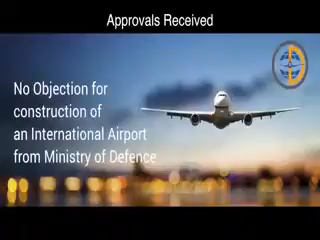 Approvals Received
No Objection for
construction of
an International Airport
from Ministry of Defence